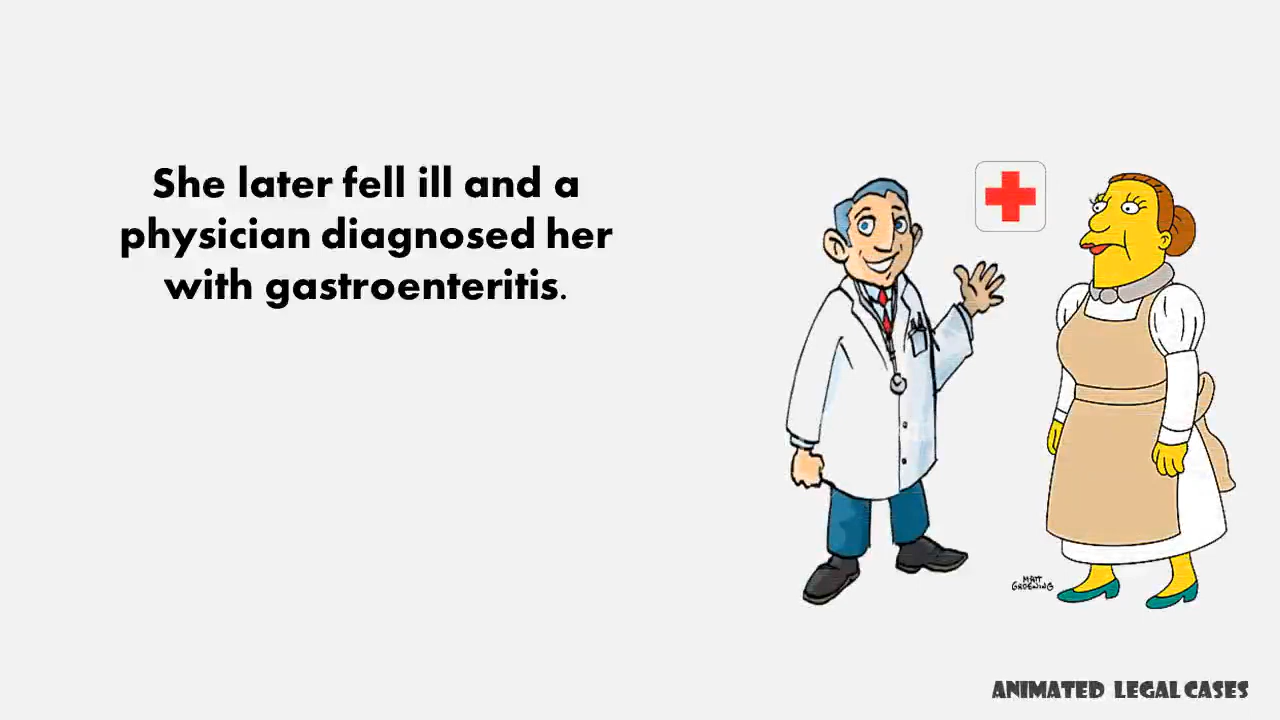 She later fell ill and a
physician diagnosed her
with gastroenteritis.
MATT
GROENING
ANIMATED LEGAL CASES